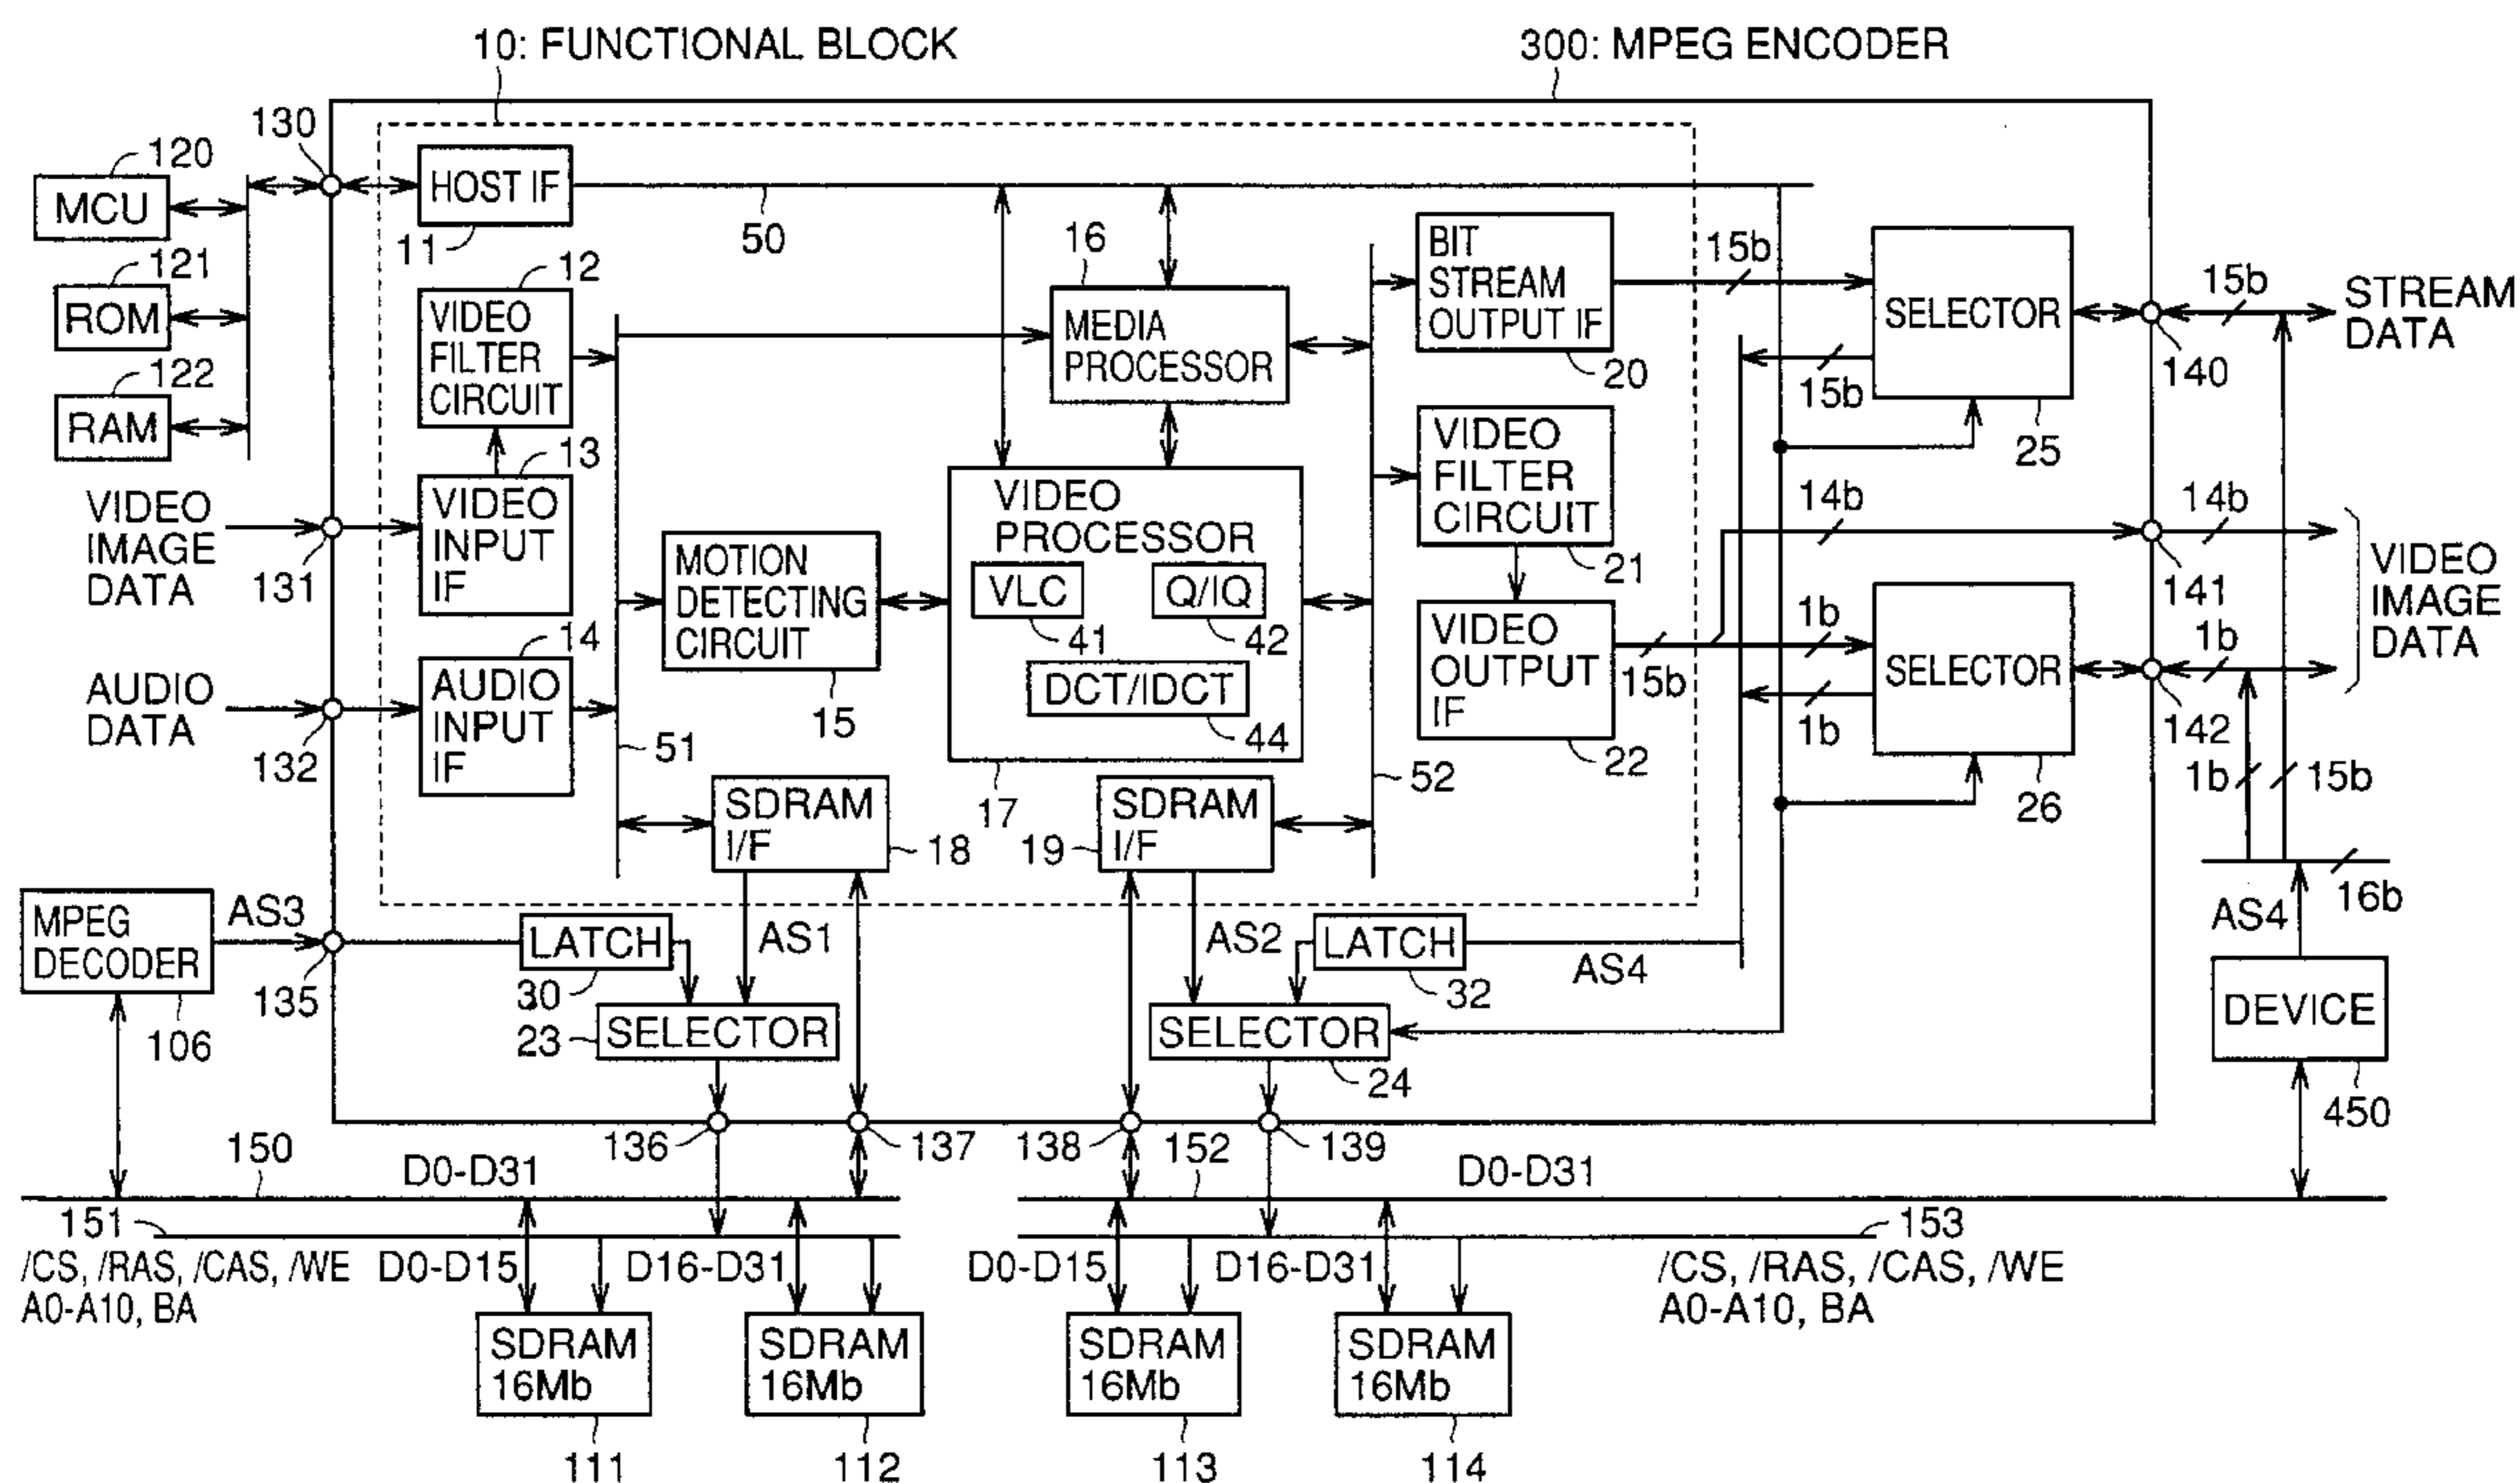 10: FUNCTIONAL BLOCK
300: MPEG ENCODER
130
120
MCU
121
ROM
122
RAM
HOST IF
11
50
12
VIDEO
FILTER
CIRCUIT
13
VIDEO
INPUT
IF
VIDEO
IMAGE
DATA
131
14
AUDIO
INPUT
IF
AUDIO
DATA
132
51
16
MEDIA
PROCESSOR
MOTION
DETECTING
CIRCUIT
15
VIDEO
PROCESSOR
VLC
41
Q/IQ
42
DCT/IDCT
44
17
BIT
STREAM
OUTPUT IF
20
VIDEO
FILTER
CIRCUIT
21
VIDEO
OUTPUT
IF
22
52
15b
15b
SELECTOR
25
15b
STREAM
DATA
140
14b
14b
141
1b
15b
1b
SELECTOR
26
1b
142
VIDEO
IMAGE
DATA
1b
15b
16b
AS4
DEVICE
450
SDRAM
I/F
18
SDRAM
I/F
19
MPEG
DECODER
106
AS3
135
LATCH
30
AS1
SELECTOR
23
AS2
LATCH
32
AS4
SELECTOR
24
136
137
138
139
150
D0-D31
152
D0-D31
151
/CS, /RAS, /CAS, /WE
A0-A10, BA
D0-D15
D16-D31
D0-D15
D16-D31
153
/CS, /RAS, /CAS, /WE
A0-A10, BA
SDRAM
16Mb
111
SDRAM
16Mb
112
SDRAM
16Mb
113
SDRAM
16Mb
114